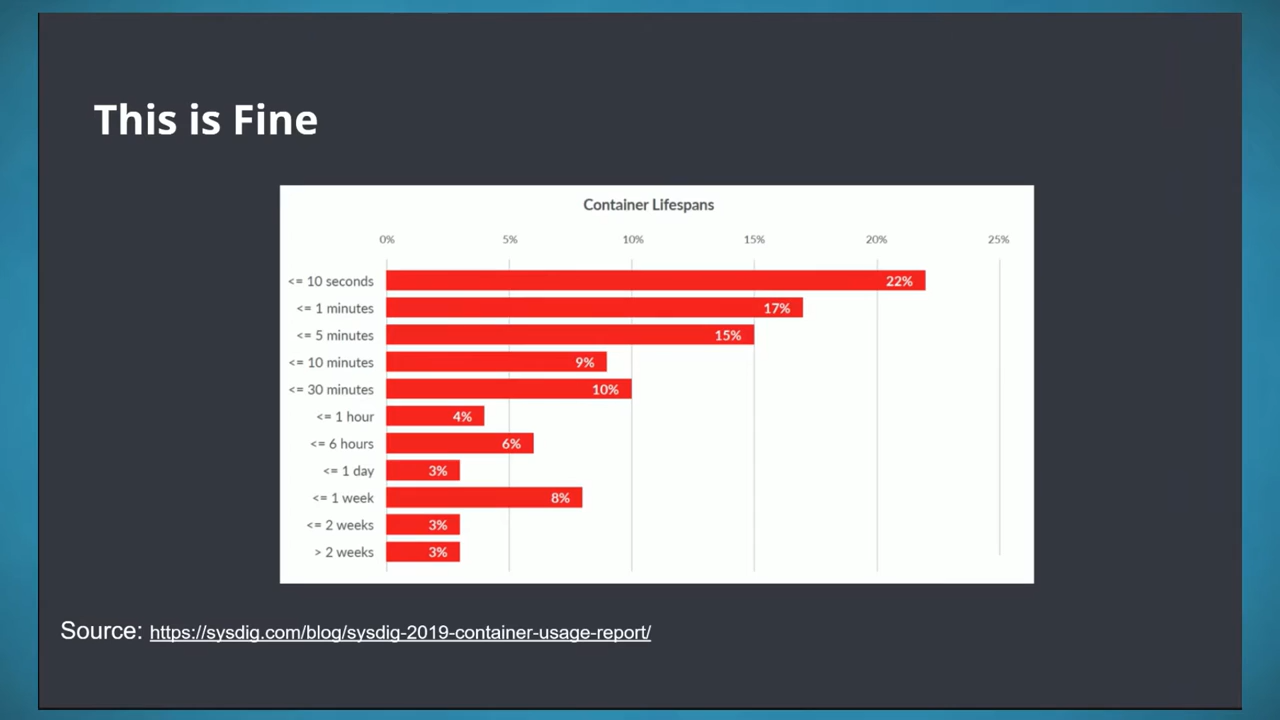 This is Fine
Container Lifespans
0% 5% 10% 15% 20% 25%
<= 10 seconds 22%
<= 1 minutes 17%
<= 5 minutes 15%
<= 10 minutes 9%
<= 30 minutes 10%
<= 1 hour 4%
<= 6 hours 6%
<= 1 day 3%
<= 1 week 8%
<= 2 weeks 3%
> 2 weeks 3%
Source: https://sysdig.com/blog/sysdig-2019-container-usage-report/